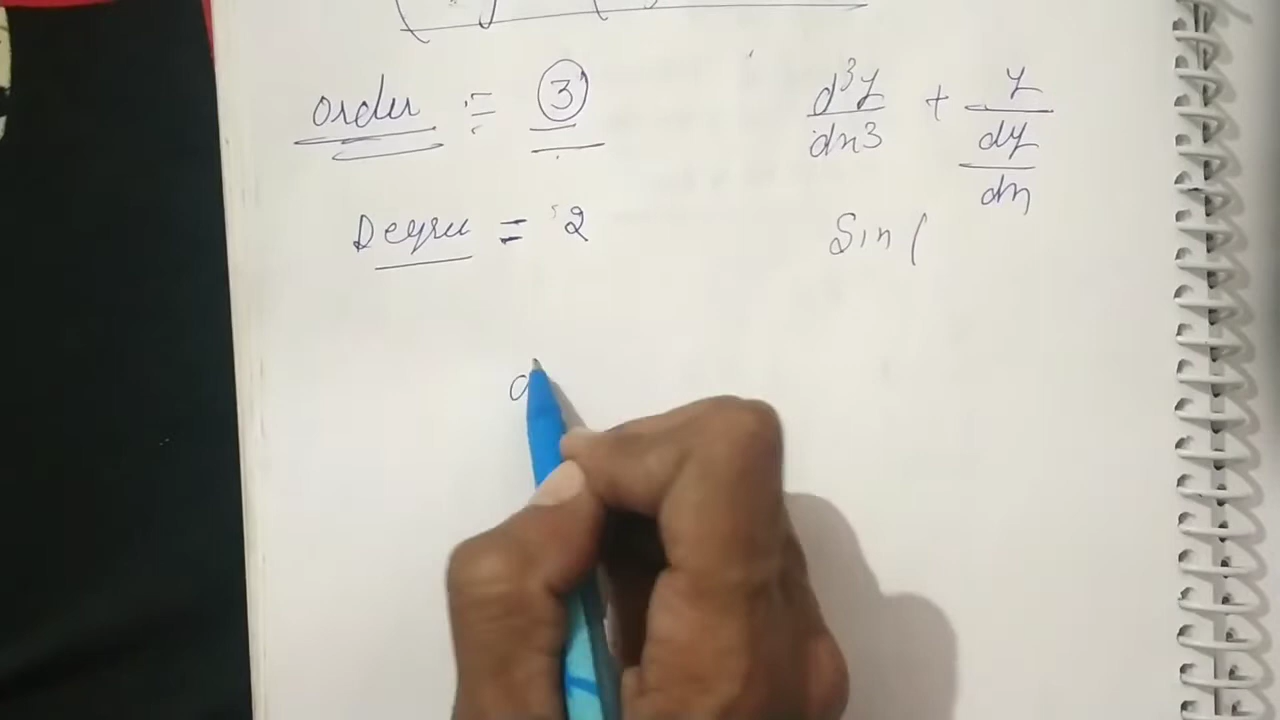 order = 3
Degree = 2
d³y/dx³ + y/(dy/dx)
Sin (
d